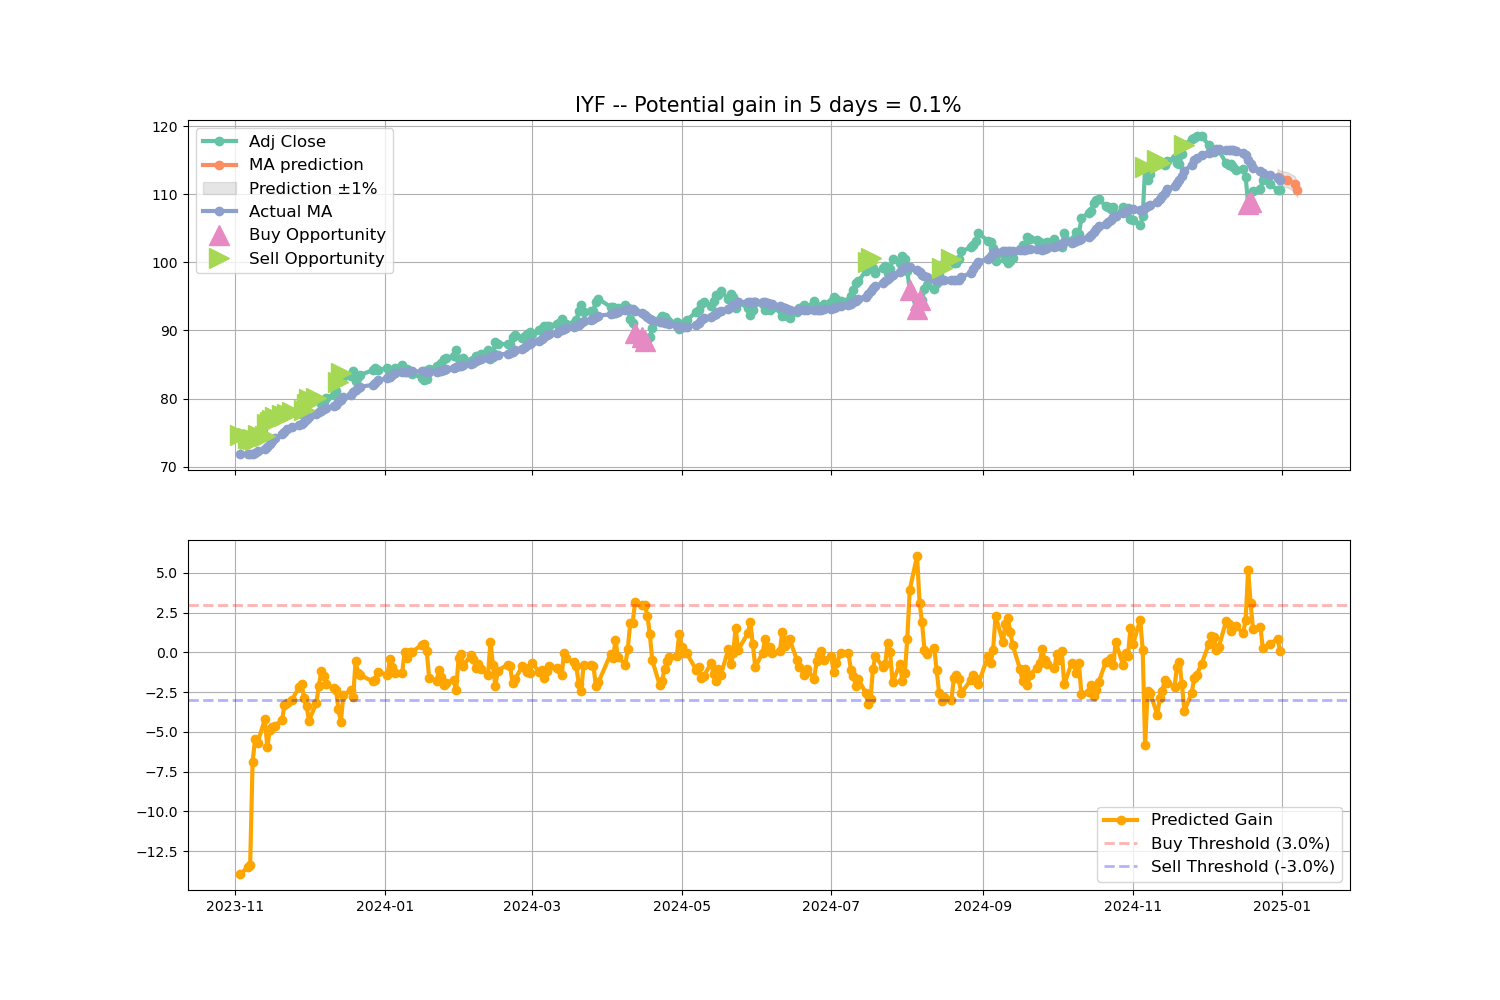 IYF -- Potential gain in 5 days = 0.1%
120
110
100
90
80
70
Adj Close
MA prediction
Prediction ±1%
Actual MA
Buy Opportunity
Sell Opportunity
5.0
2.5
0.0
−2.5
−5.0
−7.5
−10.0
−12.5
Predicted Gain
Buy Threshold (3.0%)
Sell Threshold (-3.0%)
2023-11 2024-01 2024-03 2024-05 2024-07 2024-09 2024-11 2025-01